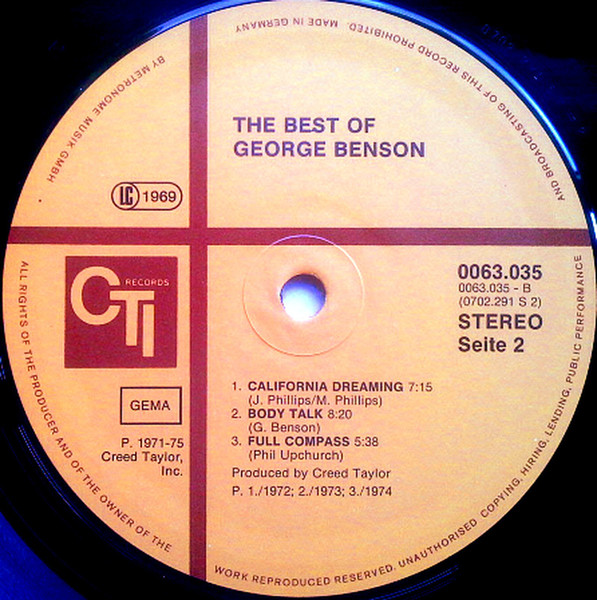 THE BEST OF
GEORGE BENSON
LC 1969
CTI RECORDS
GEMA
P. 1971-75
Creed Taylor,
Inc.
0063.035
0063.035 - B
(0702.291 S 2)
STEREO
Seite 2
1. CALIFORNIA DREAMING 7:15
(J. Phillips/M. Phillips)
2. BODY TALK 8:20
(G. Benson)
3. FULL COMPASS 5:38
(Phil Upchurch)
Produced by Creed Taylor
P. 1./1972; 2./1973; 3./1974
ALL RIGHTS OF THE PRODUCER AND OF THE OWNER OF THE WORK REPRODUCED RESERVED. UNAUTHORISED COPYING, HIRING, LENDING, PUBLIC PERFORMANCE AND BROADCASTING OF THIS RECORD PROHIBITED. MADE IN GERMANY BY METRONOME MUSIK GMBH